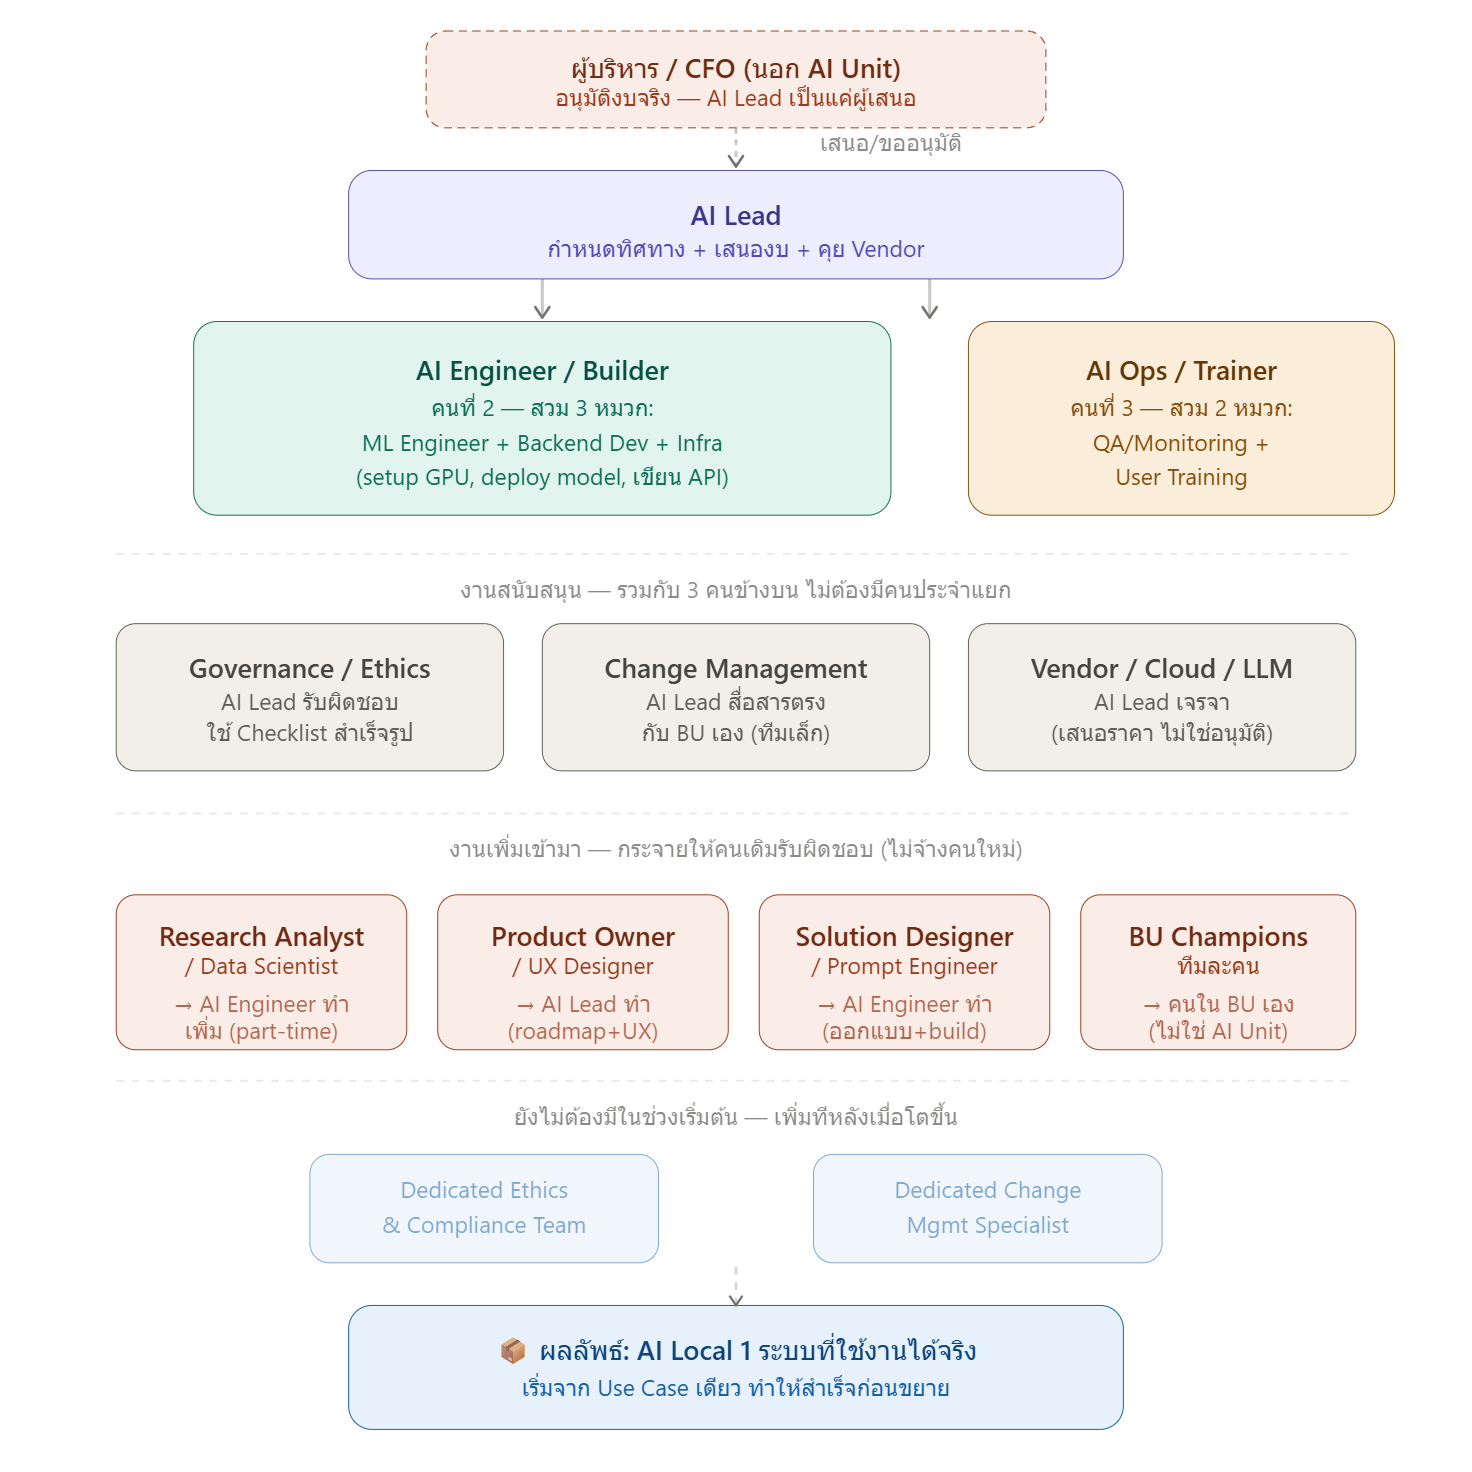 ผู้บริหาร / CFO (นอก AI Unit)
อนุมัติงบจริง — AI Lead เป็นแค่ผู้เสนอ
เสนอ/ขออนุมัติ
AI Lead
กำหนดทิศทาง + เสนองบ + คุย Vendor
AI Engineer / Builder
คนที่ 2 — สวม 3 หมวก:
ML Engineer + Backend Dev + Infra
(setup GPU, deploy model, เขียน API)
AI Ops / Trainer
คนที่ 3 — สวม 2 หมวก:
QA/Monitoring +
User Training
งานสนับสนุน — รวมกับ 3 คนข้างบน ไม่ต้องมีคนประจำแยก
Governance / Ethics
AI Lead รับผิดชอบ
ใช้ Checklist สำเร็จรูป
Change Management
AI Lead สื่อสารตรง
กับ BU เอง (ทีมเล็ก)
Vendor / Cloud / LLM
AI Lead เจรจา
(เสนอราคา ไม่ใช่อนุมัติ)
งานเพิ่มเข้ามา — กระจายให้คนเดิมรับผิดชอบ (ไม่จ้างคนใหม่)
Research Analyst
/ Data Scientist
→ AI Engineer ทำ
เพิ่ม (part-time)
Product Owner
/ UX Designer
→ AI Lead ทำ
(roadmap+UX)
Solution Designer
/ Prompt Engineer
→ AI Engineer ทำ
(ออกแบบ+build)
BU Champions
ทีมละคน
→ คนใน BU เอง
(ไม่ใช่ AI Unit)
ยังไม่ต้องมีในช่วงเริ่มต้น — เพิ่มทีหลังเมื่อโตขึ้น
Dedicated Ethics
& Compliance Team
Dedicated Change
Mgmt Specialist
📦 ผลลัพธ์: AI Local 1 ระบบที่ใช้งานได้จริง
เริ่มจาก Use Case เดียว ทำให้สำเร็จก่อนขยาย